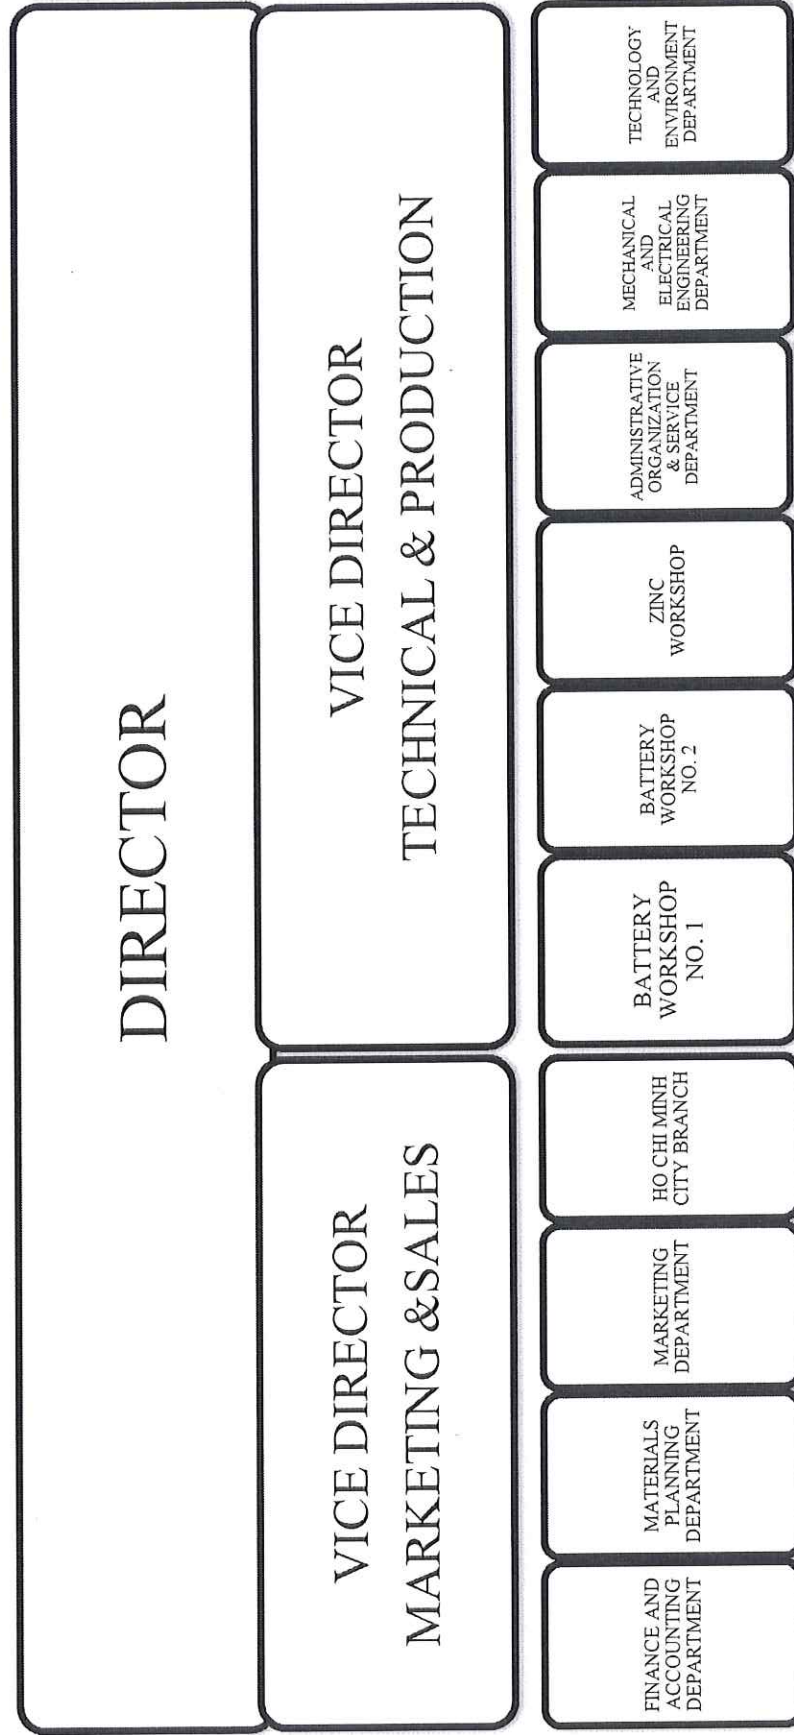 DIRECTOR
VICE DIRECTOR
MARKETING &SALES
VICE DIRECTOR
TECHNICAL & PRODUCTION
FINANCE AND
ACCOUNTING
DEPARTMENT
MATERIALS
PLANNING
DEPARTMENT
MARKETING
DEPARTMENT
HO CHI MINH
CITY BRANCH
BATTERY
WORKSHOP
NO. 1
BATTERY
WORKSHOP
NO. 2
ZINC
WORKSHOP
ADMINISTRATIVE
ORGANIZATION
& SERVICE
DEPARTMENT
MECHANICAL
AND
ELECTRICAL
ENGINEERING
DEPARTMENT
TECHNOLOGY
AND
ENVIRONMENT
DEPARTMENT